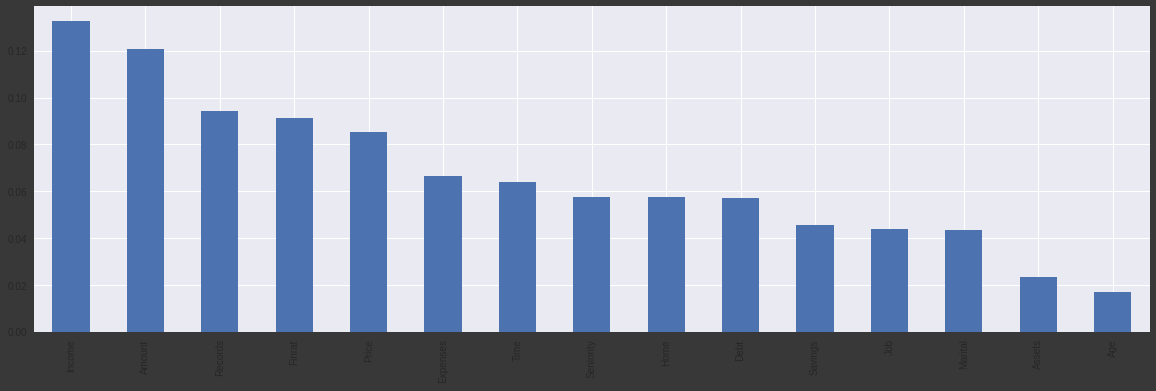 0.12
0.10
0.08
0.06
0.04
0.02
0.00
Income
Amount
Records
Finrat
Price
Expenses
Time
Seniority
Home
Debt
Savings
Job
Marital
Assets
Age